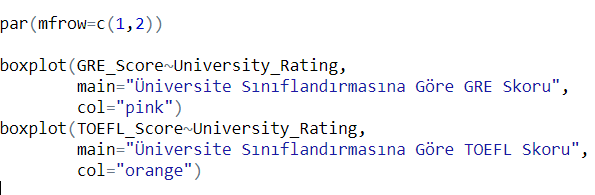 par(mfrow=c(1,2))
boxplot(GRE_Score~University_Rating,
main="Üniversite Sınıflandırmasına Göre GRE Skoru",
col="pink")
boxplot(TOEFL_Score~University_Rating,
main="Üniversite Sınıflandırmasına Göre TOEFL Skoru",
col="orange")